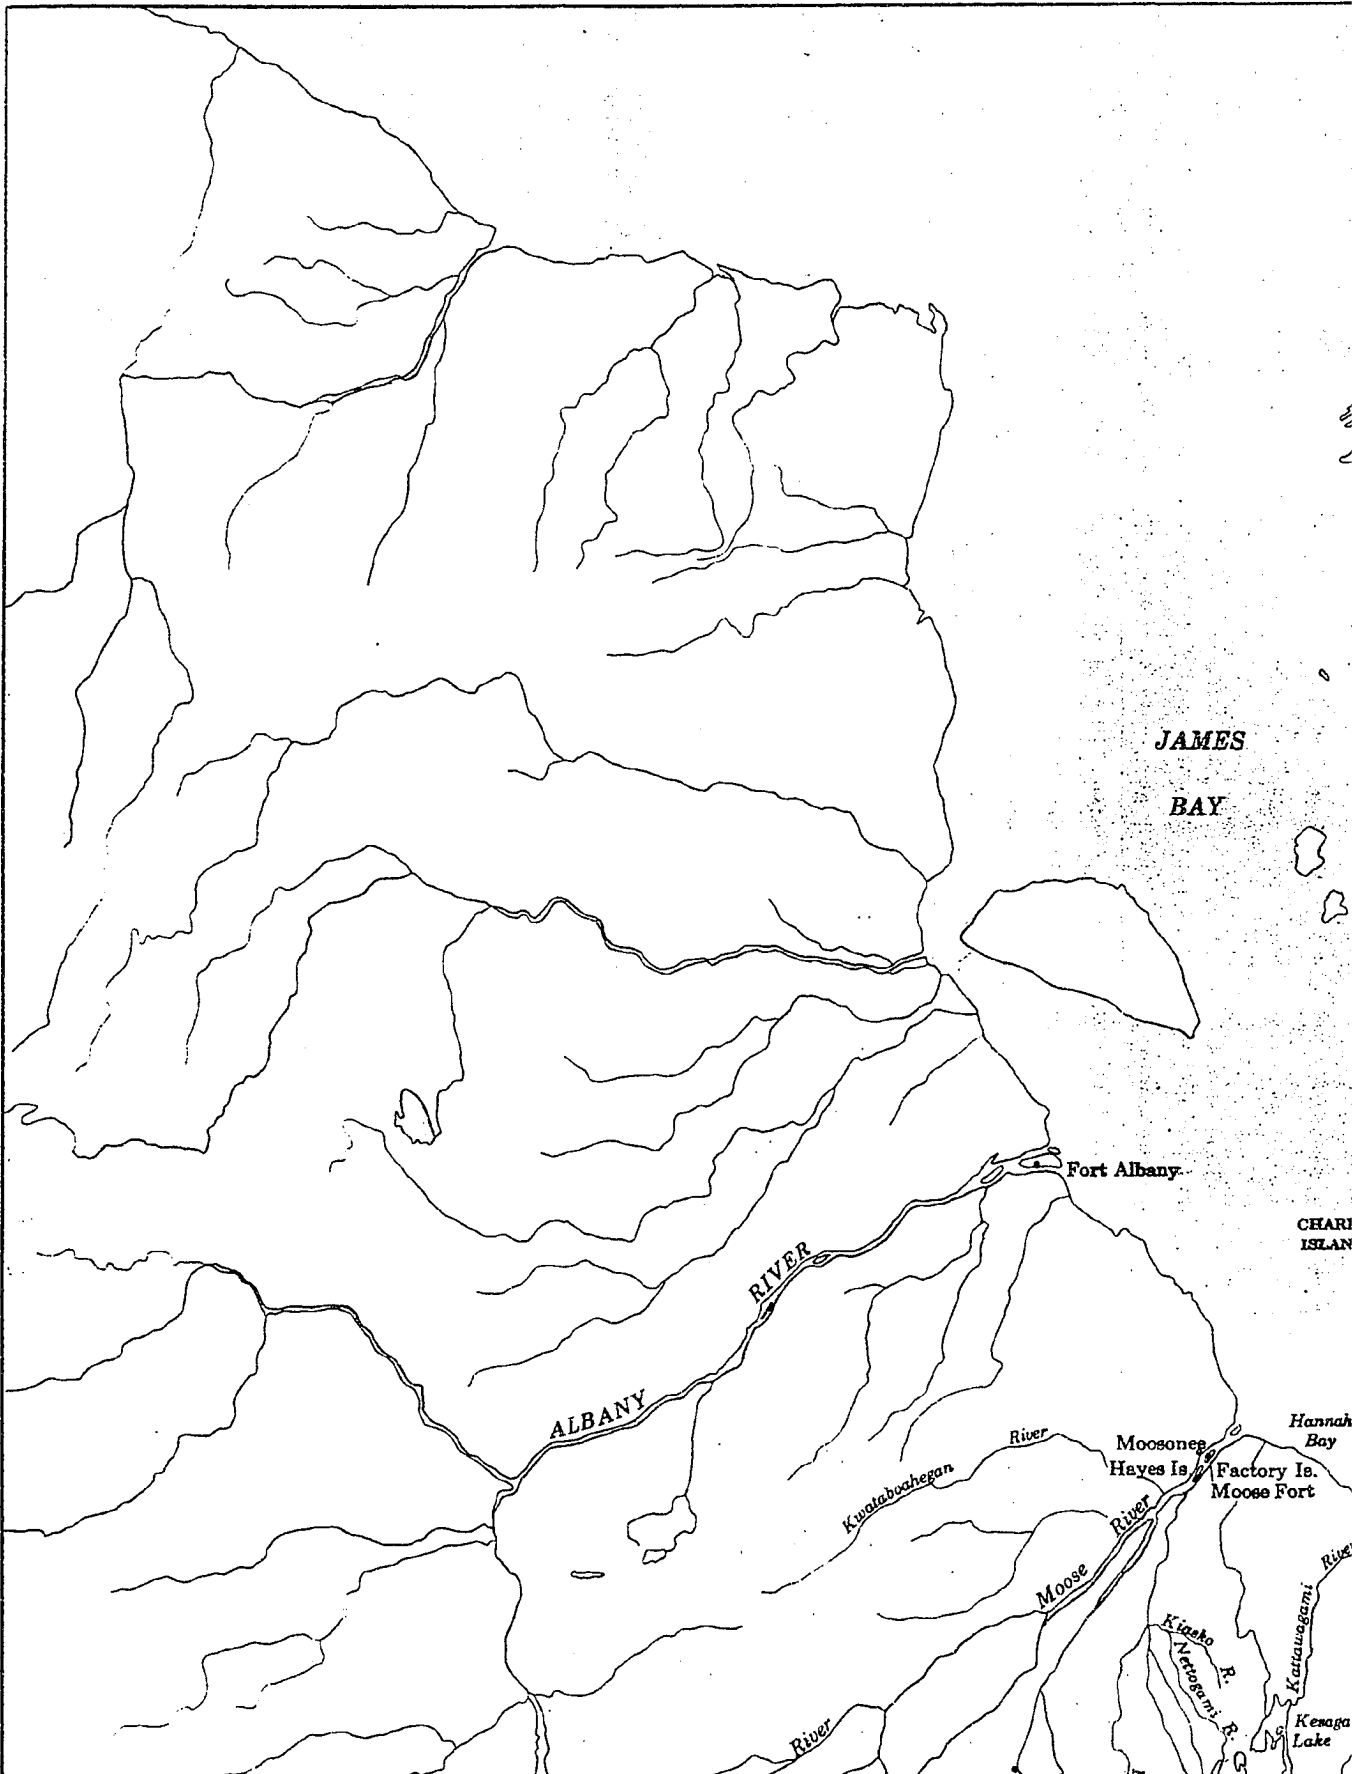 JAMES
BAY
Fort Albany
CHARL
ISLAN
ALBANY RIVER
Hannah
Bay
Kwataboahegan River
Moosonee
Hayes Is.
Factory Is.
Moose Fort
Moose River
River
Kiasko R.
Nettogami R.
Kattawagami
River
Kesaga
Lake